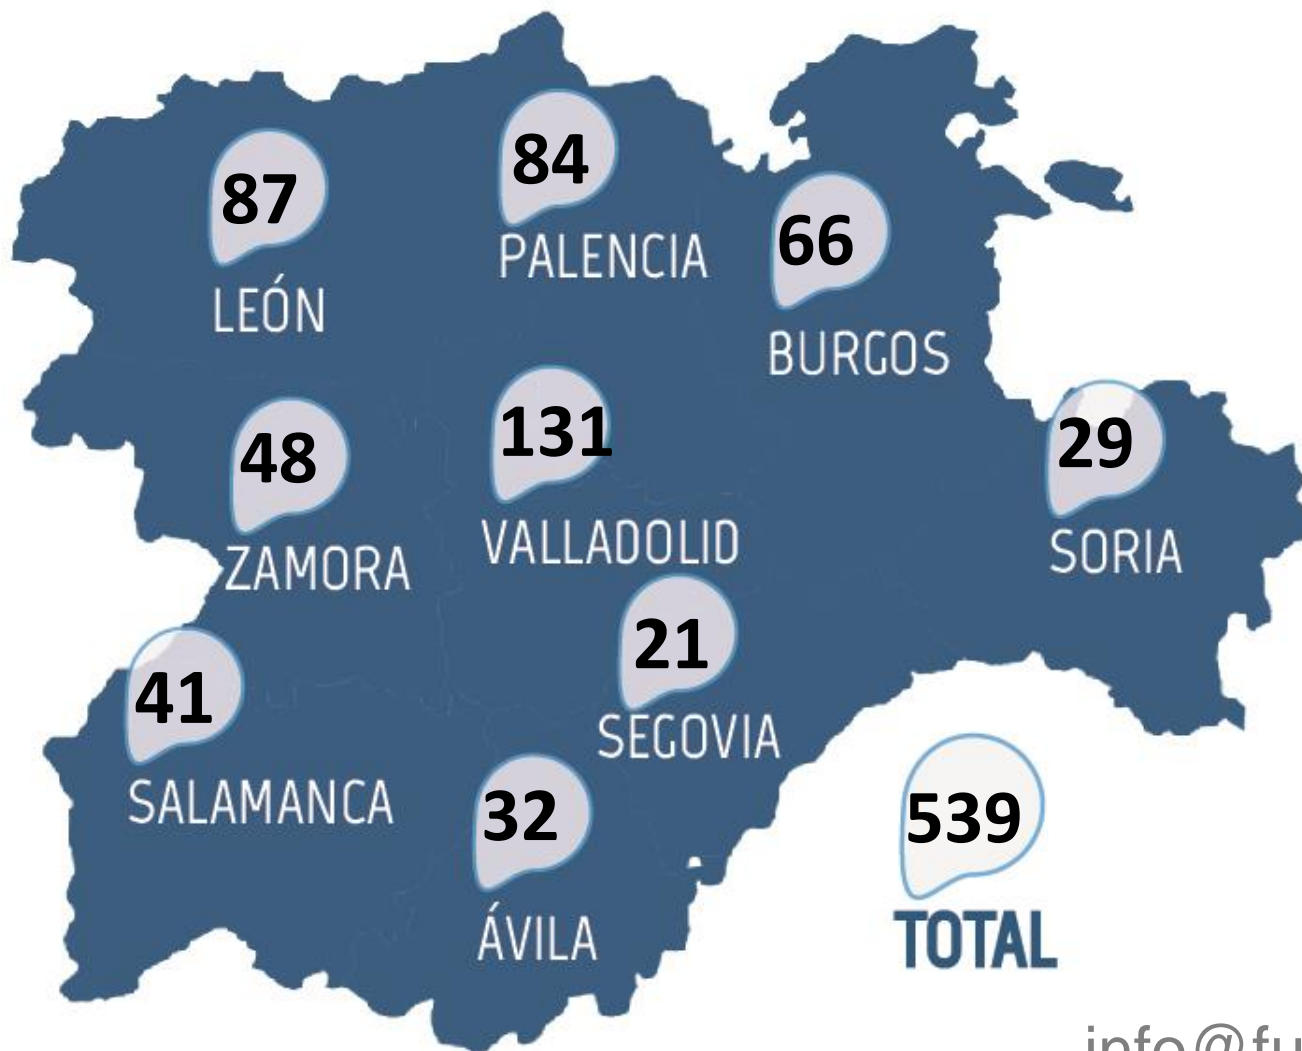 87
LEÓN
84
PALENCIA
66
BURGOS
48
ZAMORA
131
VALLADOLID
29
SORIA
41
SALAMANCA
21
SEGOVIA
32
ÁVILA
539
TOTAL